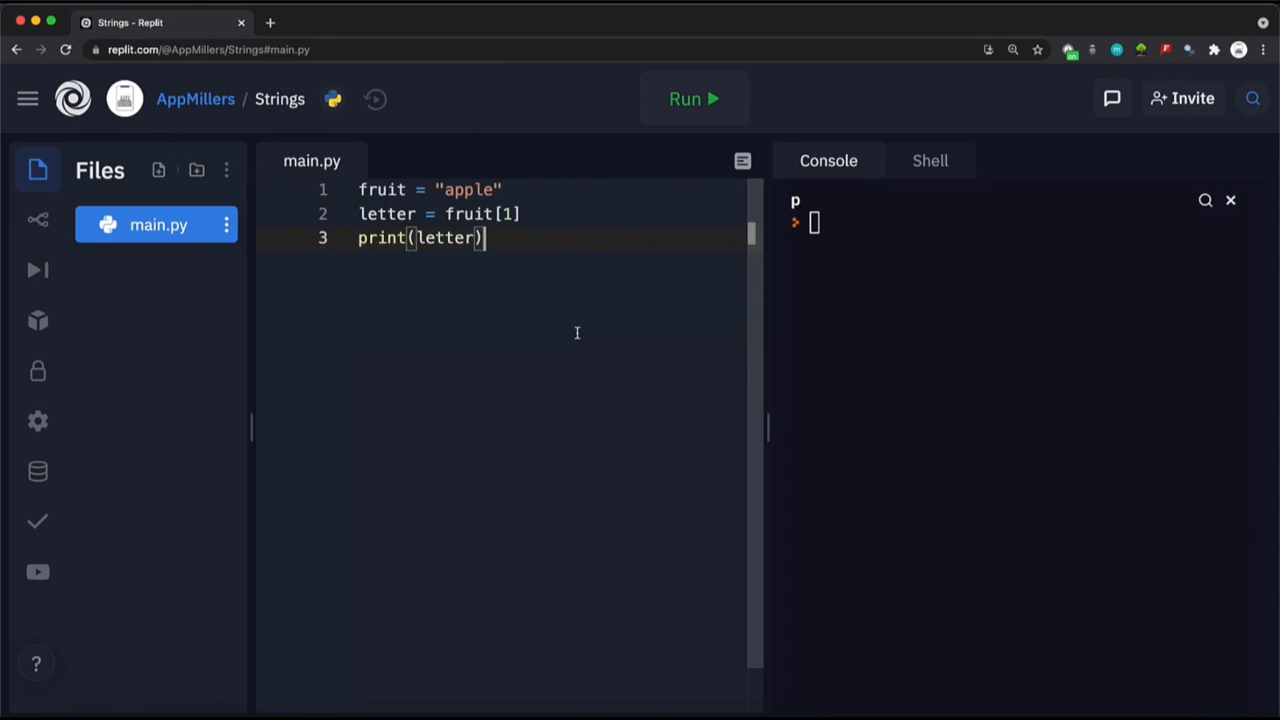 Strings - Replit
replit.com/@AppMillers/Strings#main.py
on
AppMillers / Strings
Run
Invite
Files
main.py
main.py
Console
Shell
1 fruit = "apple"
2 letter = fruit[1]
3 print(letter)
p
?